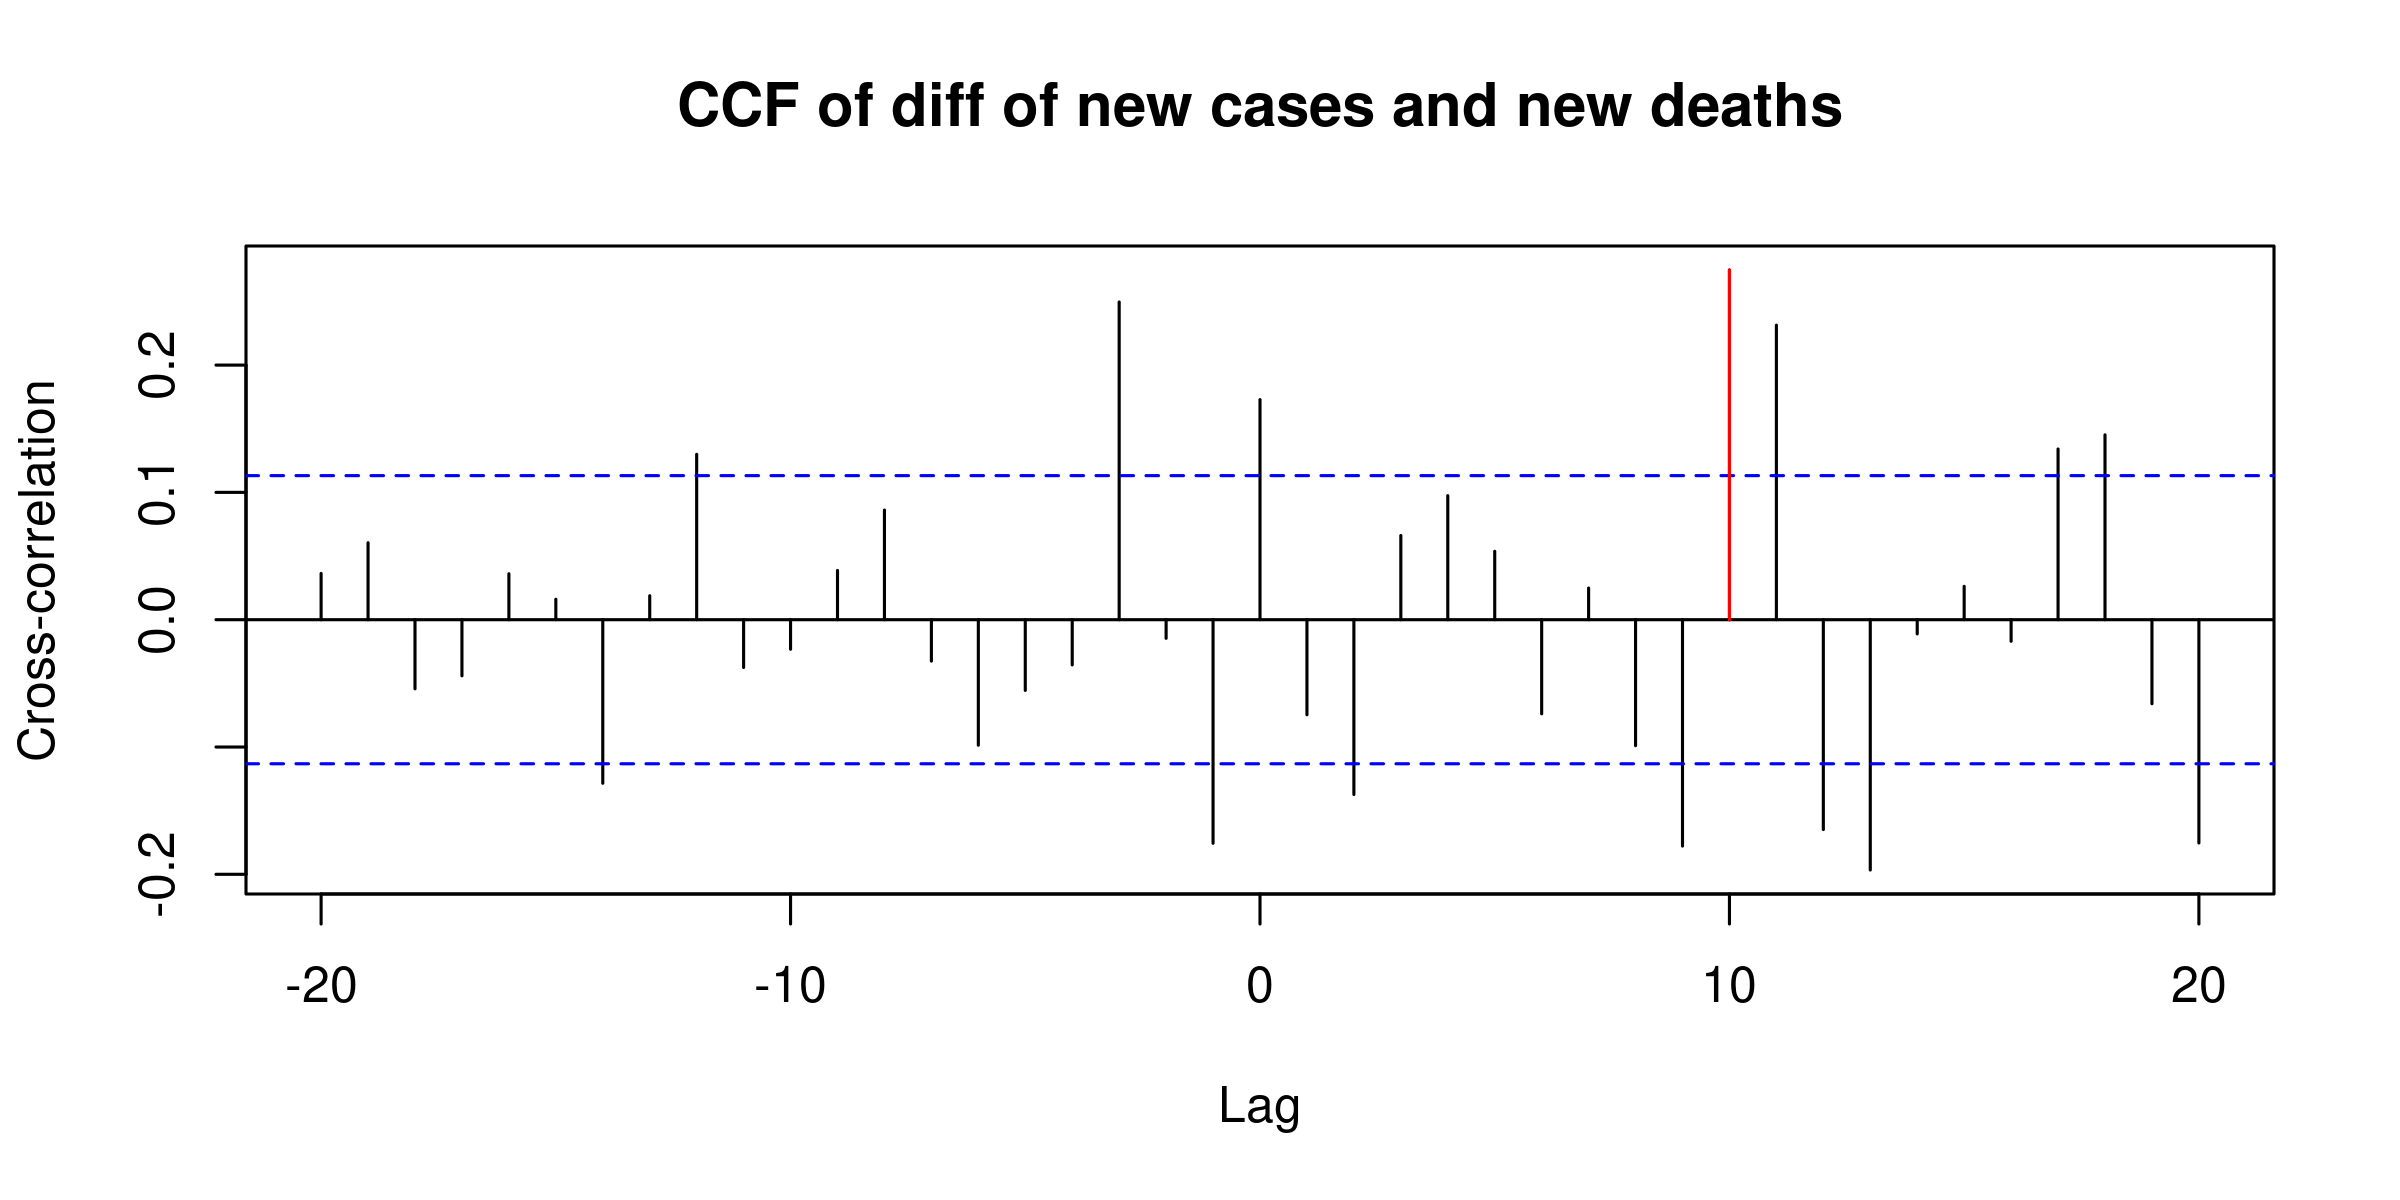 CCF of diff of new cases and new deaths
Cross-correlation
0.2
0.1
0.0
-0.2
-20 -10 0 10 20
Lag